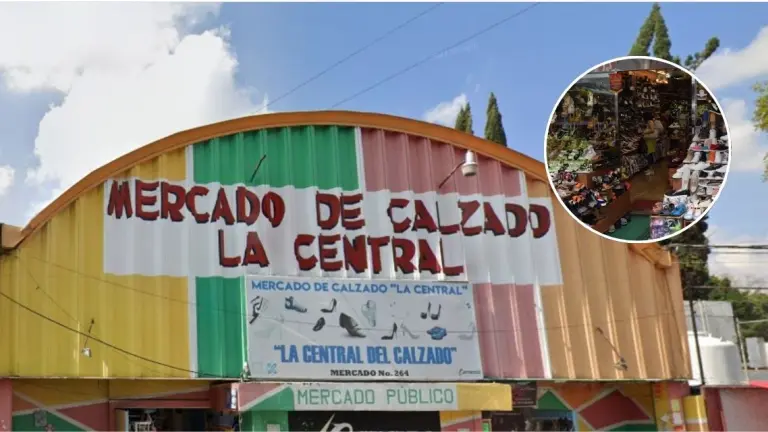 MERCADO DE CALZADO
LA CENTRAL
MERCADO DE CALZADO "LA CENTRAL"
"LA CENTRAL DEL CALZADO"
MERCADO No. 264
MERCADO PÚBLICO